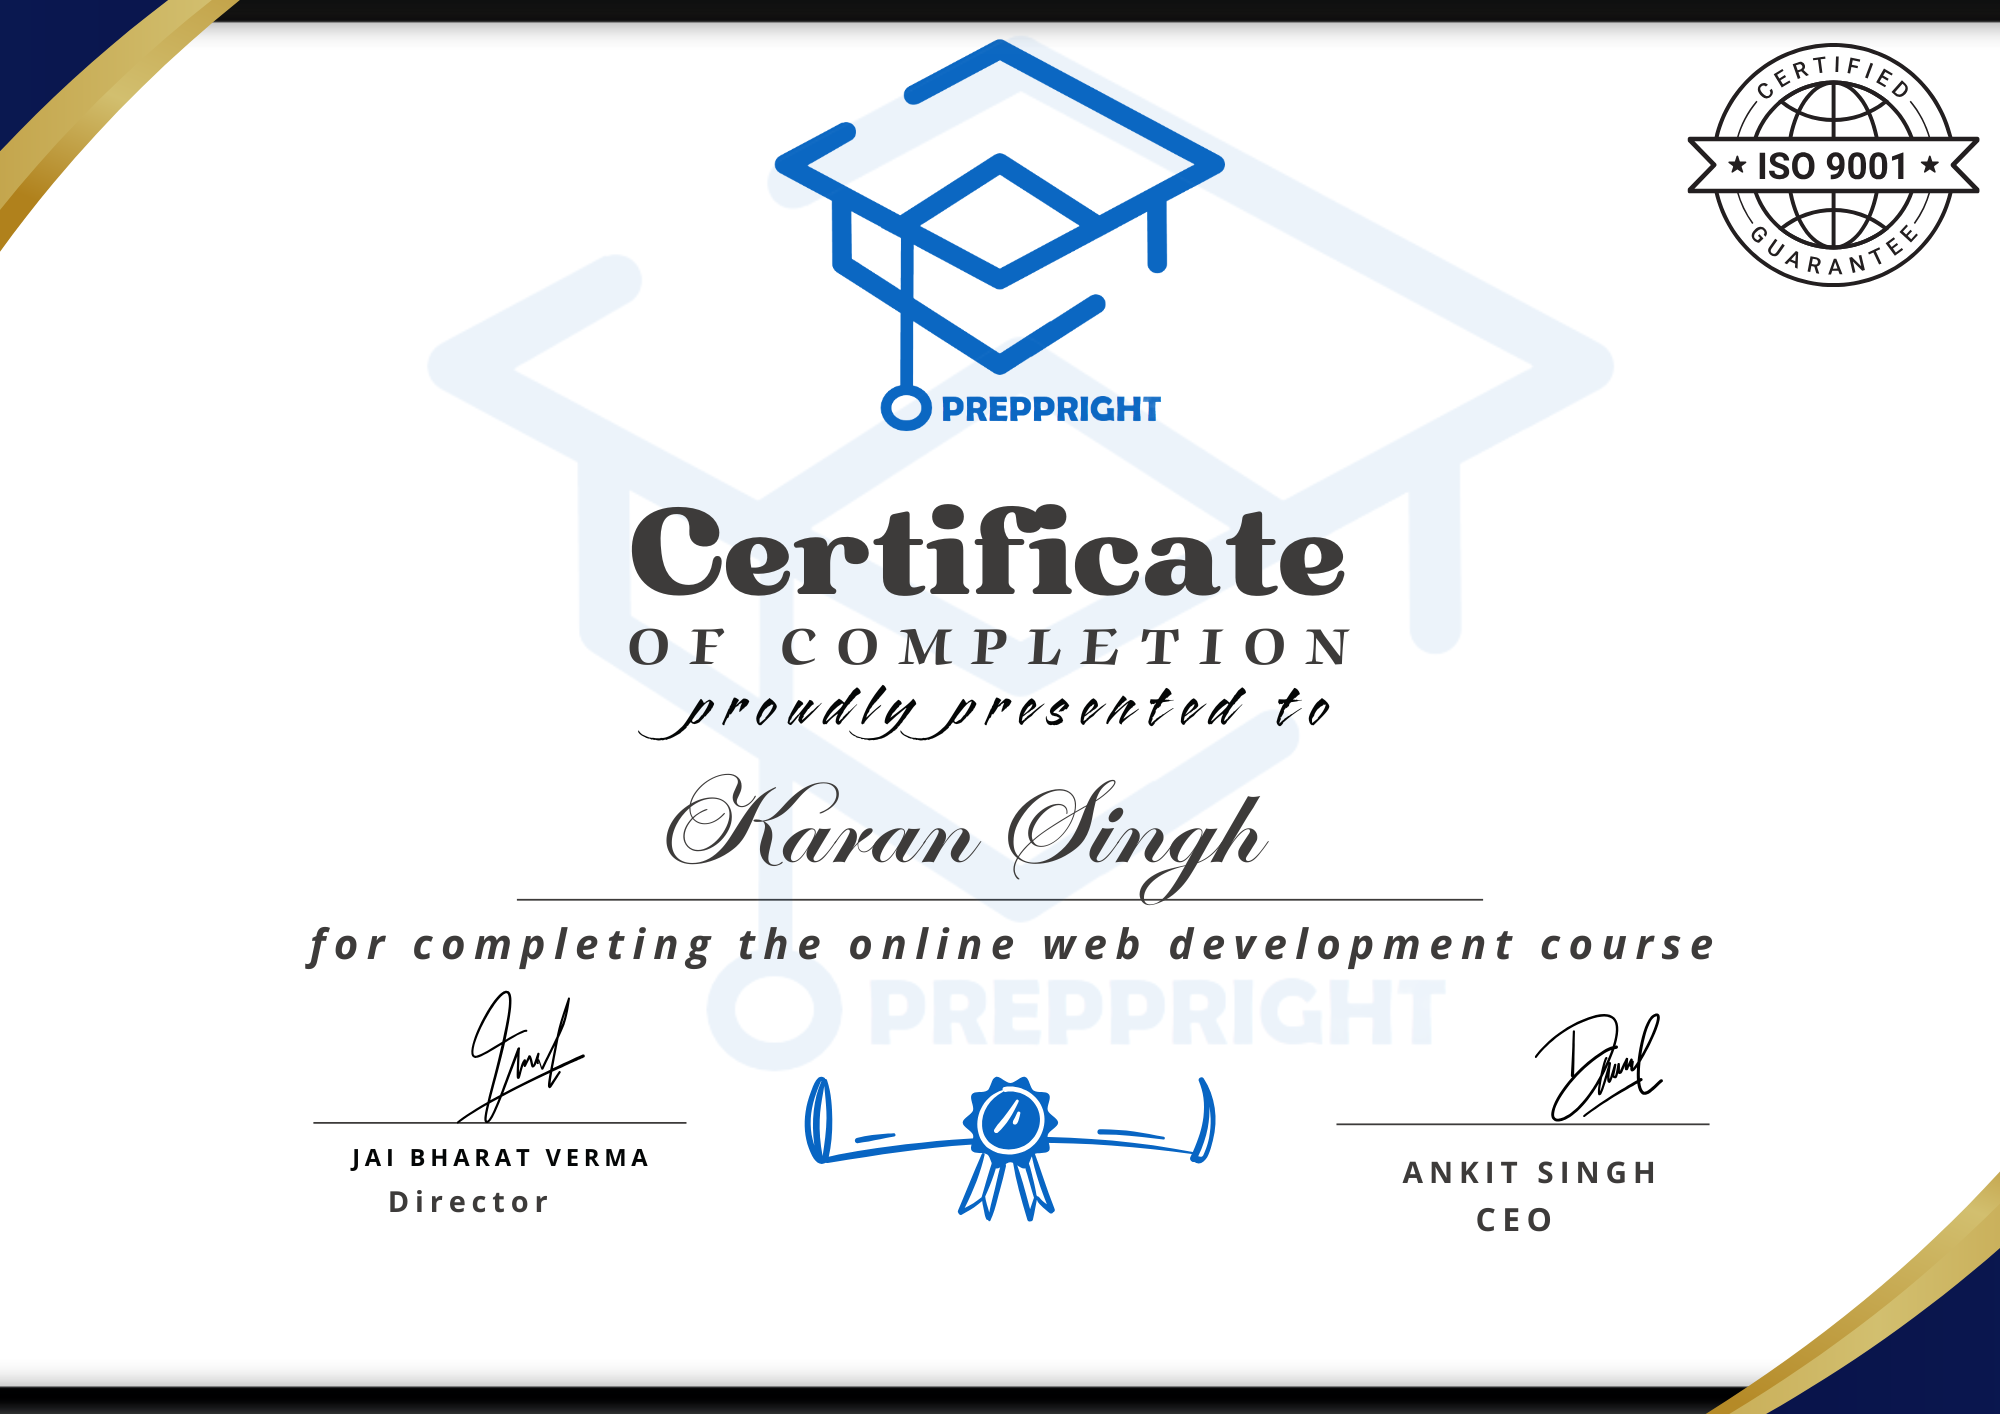 CERTIFIED
★ ISO 9001 ★
GUARANTEE
PREPPRIGHT
Certificate
OF COMPLETION
proudly presented to
Karan Singh
for completing the online web development course
PREPPRIGHT
JAI BHARAT VERMA
Director
ANKIT SINGH
CEO